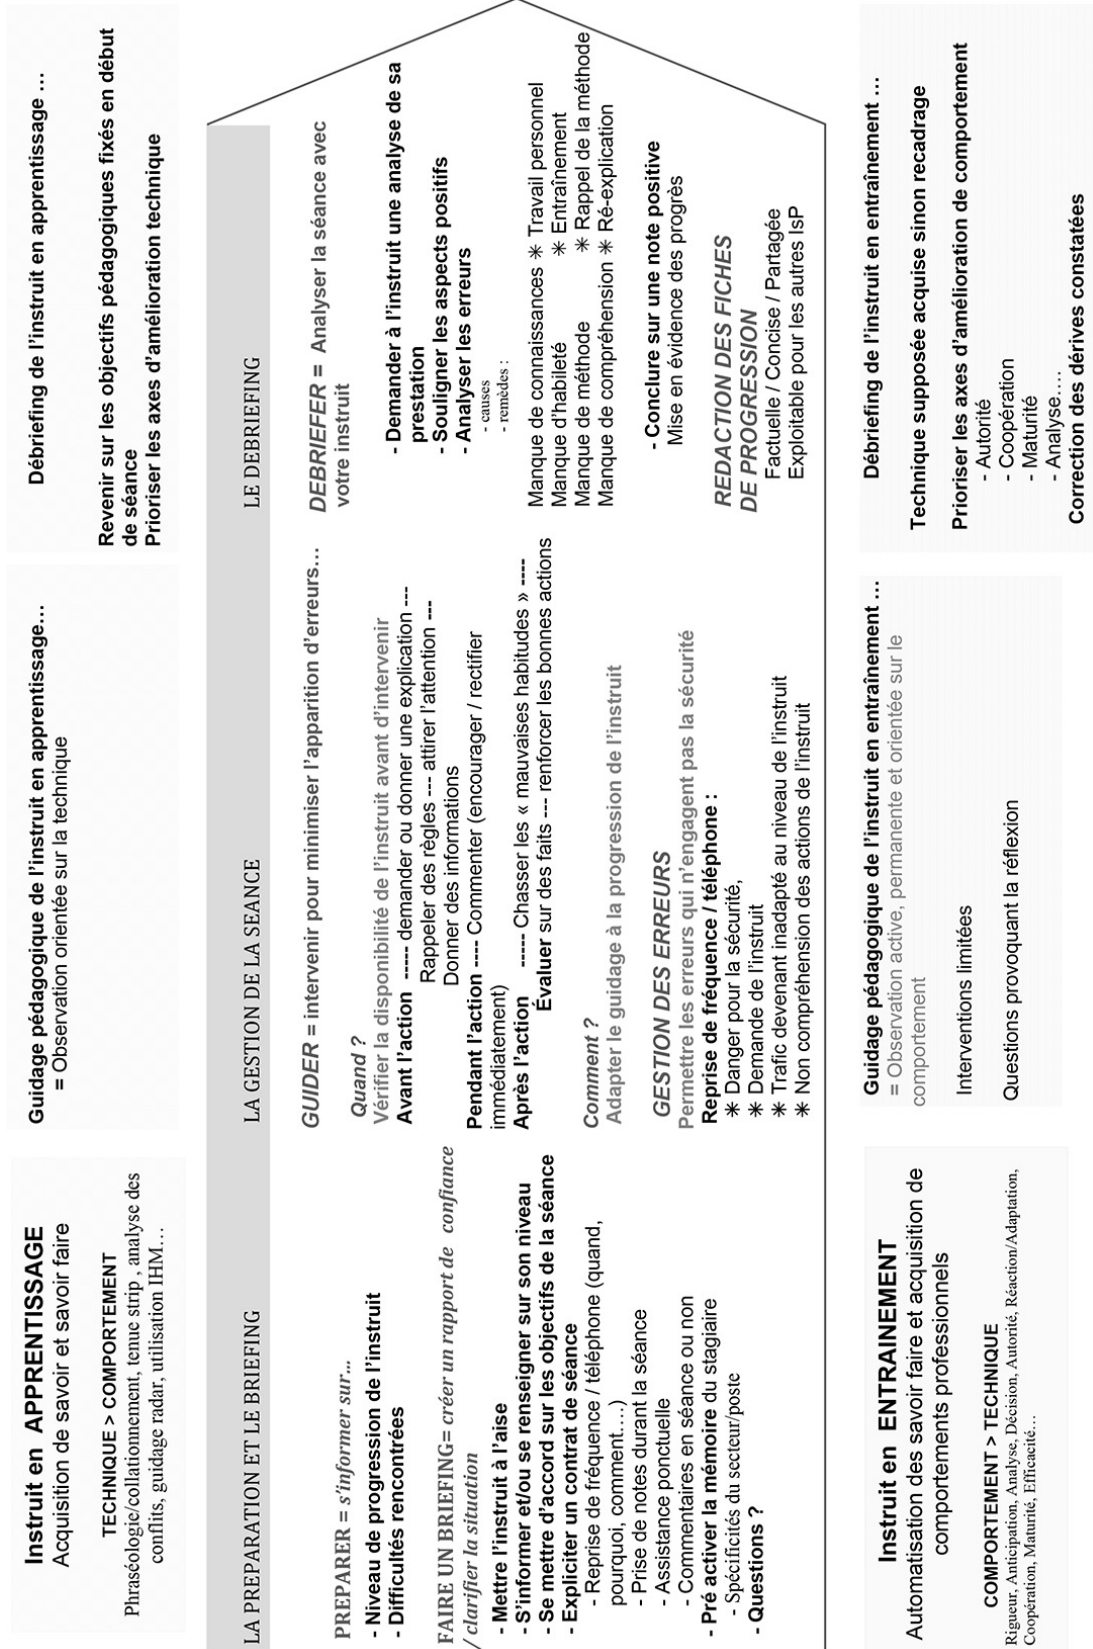 Instruit en APPRENTISSAGE
Acquisition de savoir et savoir faire
TECHNIQUE > COMPORTEMENT
Phraséologie/collationnement, tenue strip , analyse des
conflits, guidage radar, utilisation IHM…
Guidage pédagogique de l’instruit en apprentissage…
= Observation orientée sur la technique
Débriefing de l’instruit en apprentissage …
Revenir sur les objectifs pédagogiques fixés en début
de séance
Prioriser les axes d’amélioration technique
LA PREPARATION ET LE BRIEFING
PREPARER = s’informer sur…
- Niveau de progression de l’instruit
- Difficultés rencontrées
FAIRE UN BRIEFING= créer un rapport de confiance
/ clarifier la situation
- Mettre l’instruit à l’aise
- S’informer et/ou se renseigner sur son niveau
- Se mettre d’accord sur les objectifs de la séance
- Expliciter un contrat de séance
- Reprise de fréquence / téléphone (quand,
pourquoi, comment….)
- Prise de notes durant la séance
- Assistance ponctuelle
- Commentaires en séance ou non
- Pré activer la mémoire du stagiaire
- Spécificités du secteur/poste
- Questions ?
LA GESTION DE LA SEANCE
GUIDER = intervenir pour minimiser l’apparition d’erreurs…
Quand ?
Vérifier la disponibilité de l’instruit avant d’intervenir
Avant l’action ----- demander ou donner une explication ---
Rappeler des règles --- attirer l’attention ---
Donner des informations
Pendant l’action ---- Commenter (encourager / rectifier
immédiatement)
Après l’action ----- Chasser les « mauvaises habitudes » ----
Évaluer sur des faits --- renforcer les bonnes actions
Comment ?
Adapter le guidage à la progression de l’instruit
GESTION DES ERREURS
Permettre les erreurs qui n’engagent pas la sécurité
Reprise de fréquence / téléphone :
✳ Danger pour la sécurité,
✳ Demande de l’instruit
✳ Trafic devenant inadapté au niveau de l’instruit
✳ Non compréhension des actions de l’instruit
LE DEBRIEFING
DEBRIEFER = Analyser la séance avec
votre instruit
- Demander à l’instruit une analyse de sa
prestation
- Souligner les aspects positifs
- Analyser les erreurs
- causes
- remèdes :
Manque de connaissances ✳ Travail personnel
Manque d’habileté ✳ Entraînement
Manque de méthode ✳ Rappel de la méthode
Manque de compréhension ✳ Ré-explication
- Conclure sur une note positive
Mise en évidence des progrès
REDACTION DES FICHES
DE PROGRESSION
Factuelle / Concise / Partagée
Exploitable pour les autres IsP
Instruit en ENTRAINEMENT
Automatisation des savoir faire et acquisition de
comportements professionnels
COMPORTEMENT > TECHNIQUE
Rigueur, Anticipation, Analyse, Décision, Autorité, Réaction/Adaptation,
Coopération, Maturité, Efficacité…
Guidage pédagogique de l’instruit en entraînement …
= Observation active, permanente et orientée sur le
comportement
Interventions limitées
Questions provoquant la réflexion
Débriefing de l’instruit en entraînement …
Technique supposée acquise sinon recadrage
Prioriser les axes d’amélioration de comportement
- Autorité
- Coopération
- Maturité
- Analyse….
Correction des dérives constatées